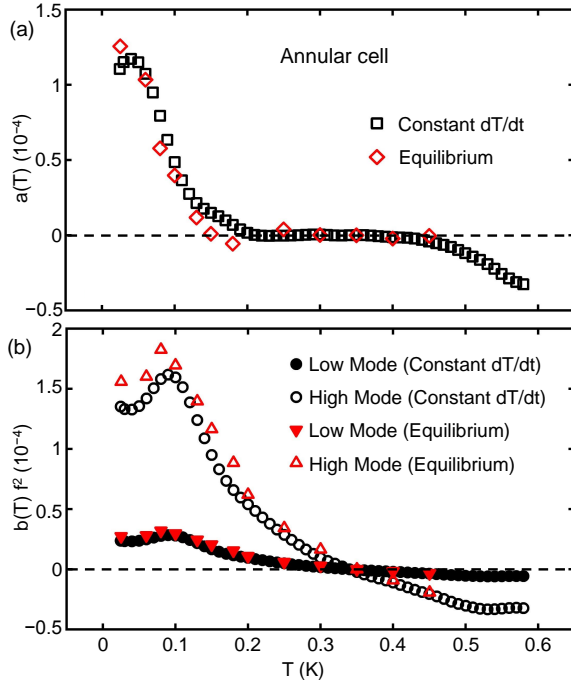 (a)
Annular cell
Constant dT/dt
Equilibrium
a(T) (10⁻⁴)
1
0.5
0
−0.5
(b)
2
Low Mode (Constant dT/dt)
High Mode (Constant dT/dt)
Low Mode (Equilibrium)
High Mode (Equilibrium)
b(T) f² (10⁻⁴)
1.5
1
0.5
0
−0.5
0 0.1 0.2 0.3 0.4 0.5 0.6
T (K)